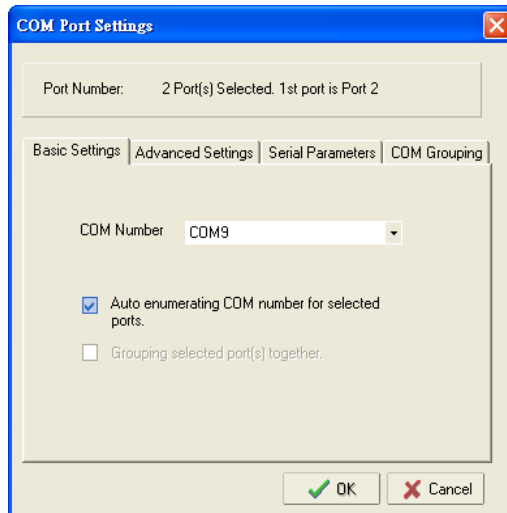 COM Port Settings
Port Number: 2 Port(s) Selected. 1st port is Port 2
Basic Settings Advanced Settings Serial Parameters COM Grouping
COM Number COM9
Auto enumerating COM number for selected
ports.
Grouping selected port(s) together.
OK Cancel